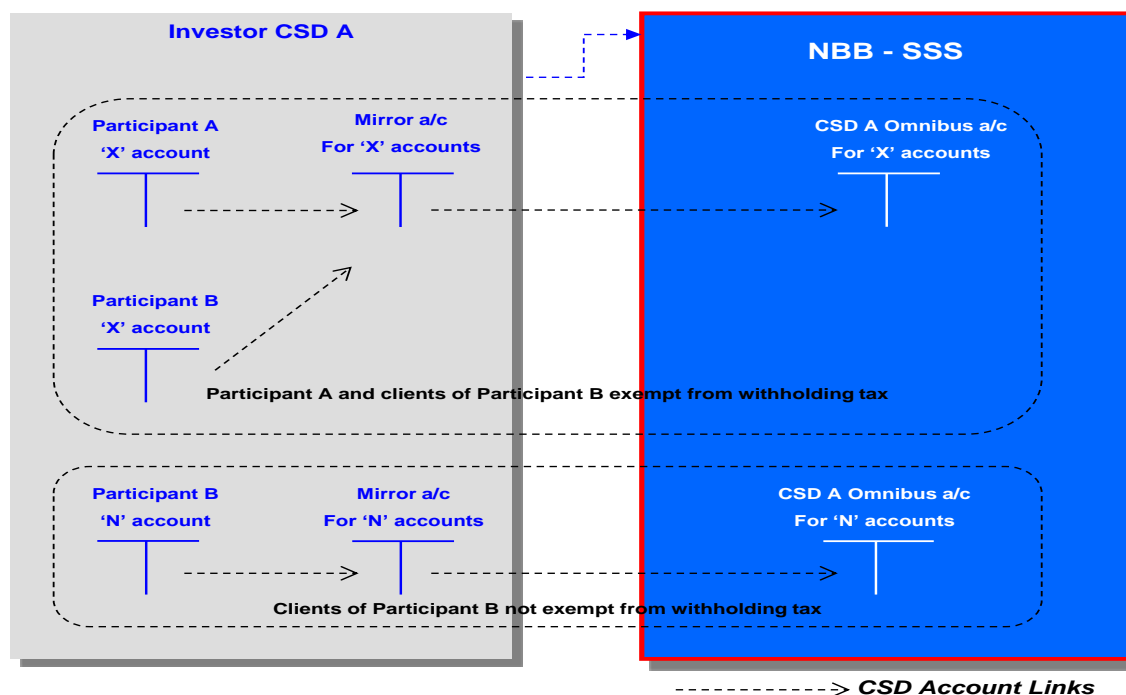 Investor CSD A
NBB - SSS
Participant A
‘X’ account
Mirror a/c
For ‘X’ accounts
CSD A Omnibus a/c
For ‘X’ accounts
Participant B
‘X’ account
Participant A and clients of Participant B exempt from withholding tax
Participant B
‘N’ account
Mirror a/c
For ‘N’ accounts
CSD A Omnibus a/c
For ‘N’ accounts
Clients of Participant B not exempt from withholding tax
CSD Account Links